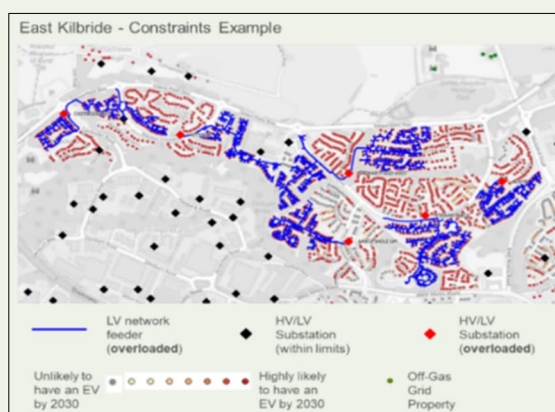 East Kilbride - Constraints Example
LV network
feeder
(overloaded)
HV/LV
Substation
(within limits)
HV/LV
Substation
(overloaded)
Unlikely to
have an EV
by 2030
Highly likely
to have an
EV by 2030
Off-Gas
Grid
Property